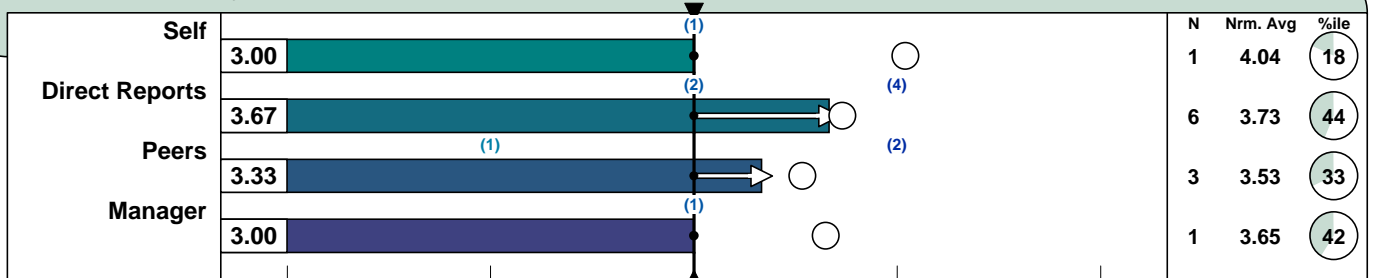 N Nrm. Avg %ile
Self (1)
3.00 1 4.04 18
Direct Reports (2) (4)
3.67 6 3.73 44
Peers (1) (2)
3.33 3 3.53 33
Manager (1)
3.00 1 3.65 42